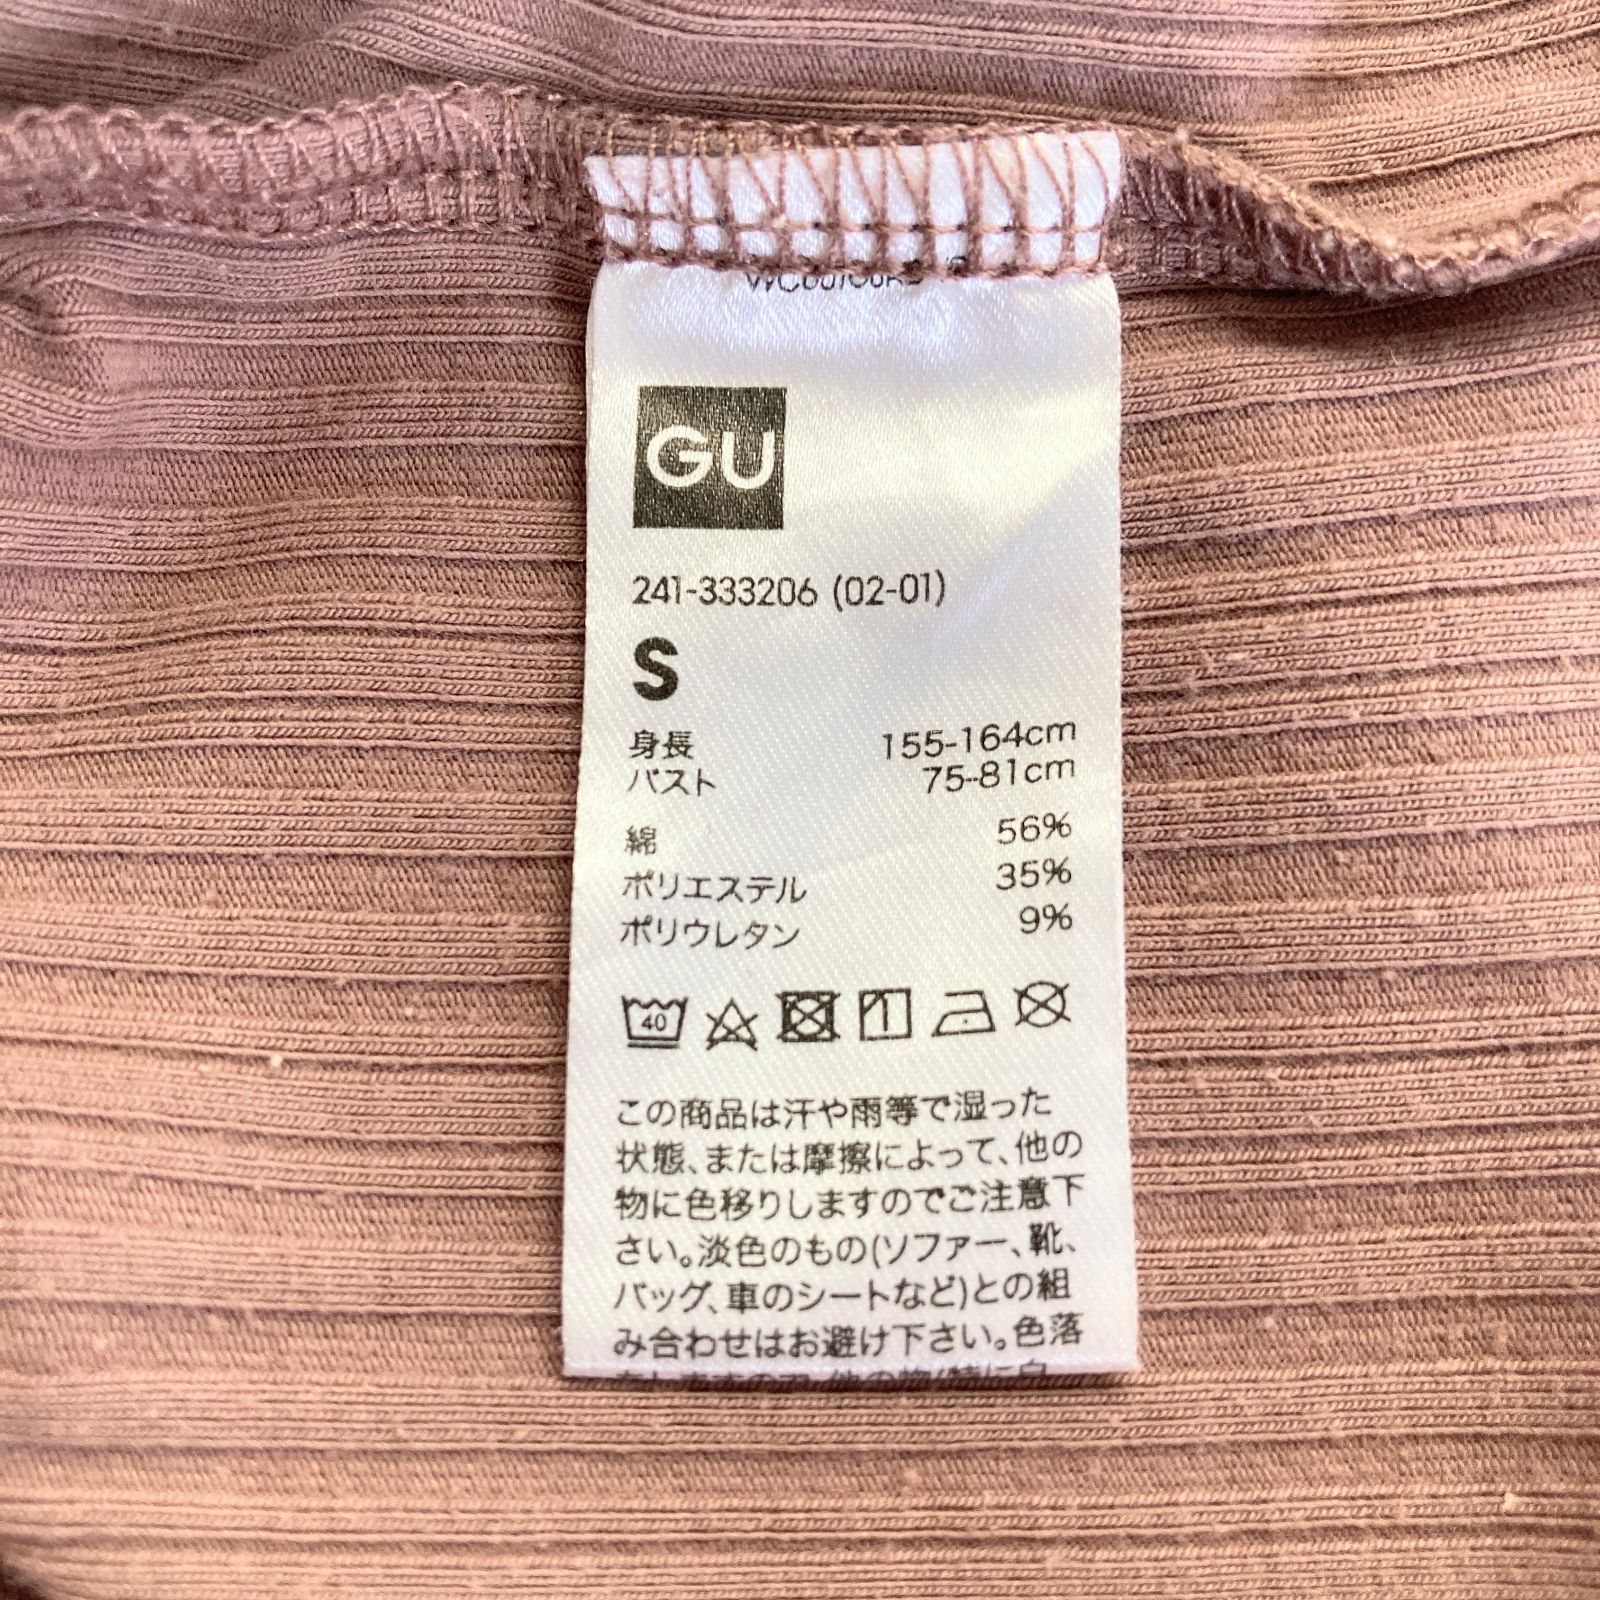 GU
241-333206 (02-01)
S
身長 155-164cm
バスト 75-81cm
綿 56%
ポリエステル 35%
ポリウレタン 9%
40
この商品は汗や雨等で湿った
状態、または摩擦によって、他の
物に色移りしますのでご注意下
さい。淡色のもの(ソファー、靴、
バッグ、車のシートなど)との組
み合わせはお避け下さい。色落